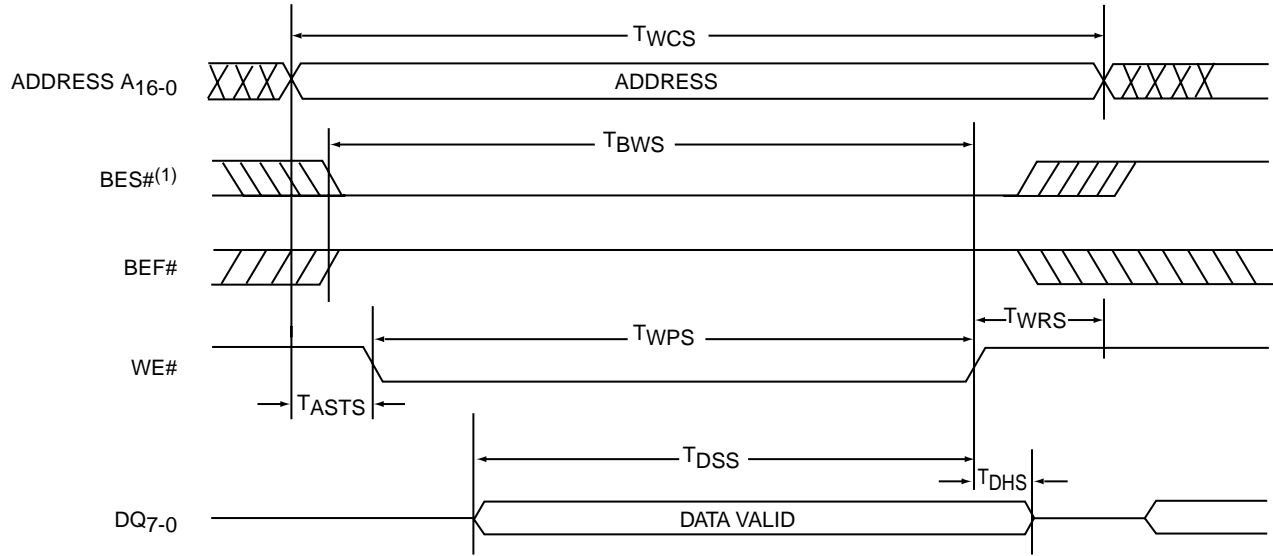 TWCS
ADDRESS A16-0
ADDRESS
TBWS
BES#(1)
BEF#
TWRS
TWPS
WE#
TASTS
TDSS
TDHS
DQ7-0
DATA VALID